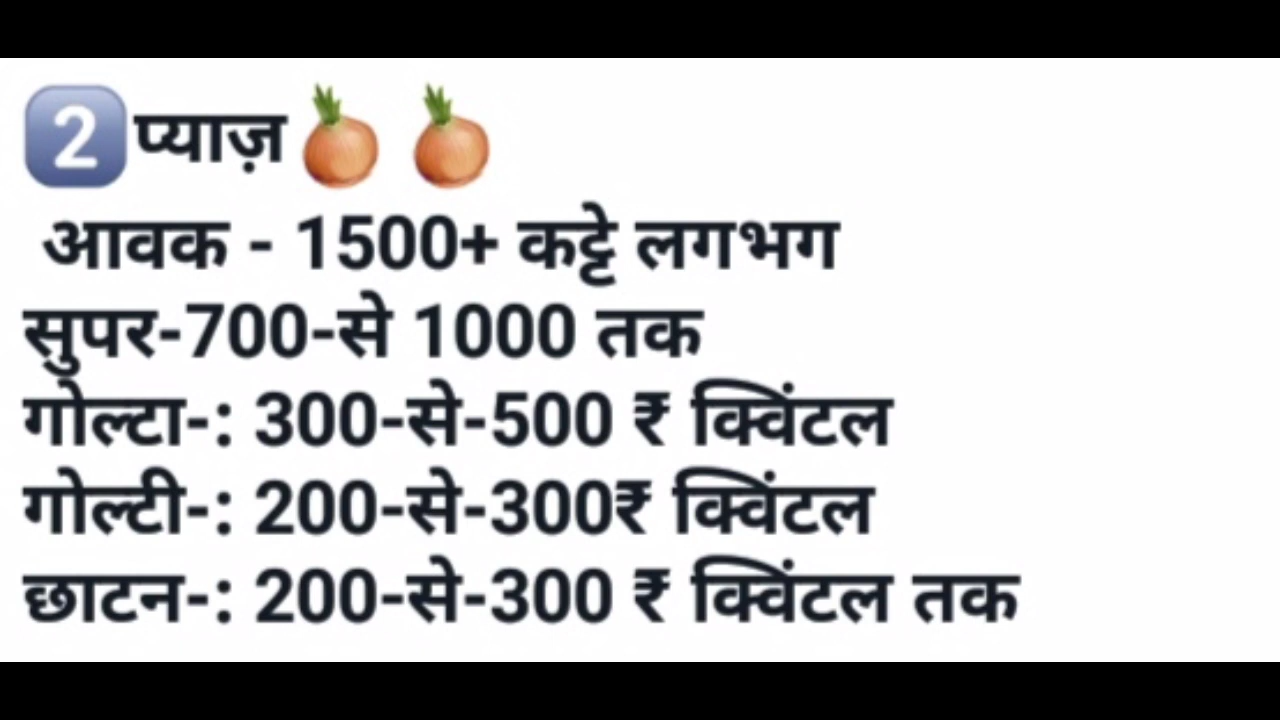 2️⃣प्याज़🧅 🧅
आवक - 1500+ कट्टे लगभग
सुपर-700-से 1000 तक
गोल्टा-: 300-से-500 ₹ क्विंटल
गोल्टी-: 200-से-300₹ क्विंटल
छाटन-: 200-से-300 ₹ क्विंटल तक